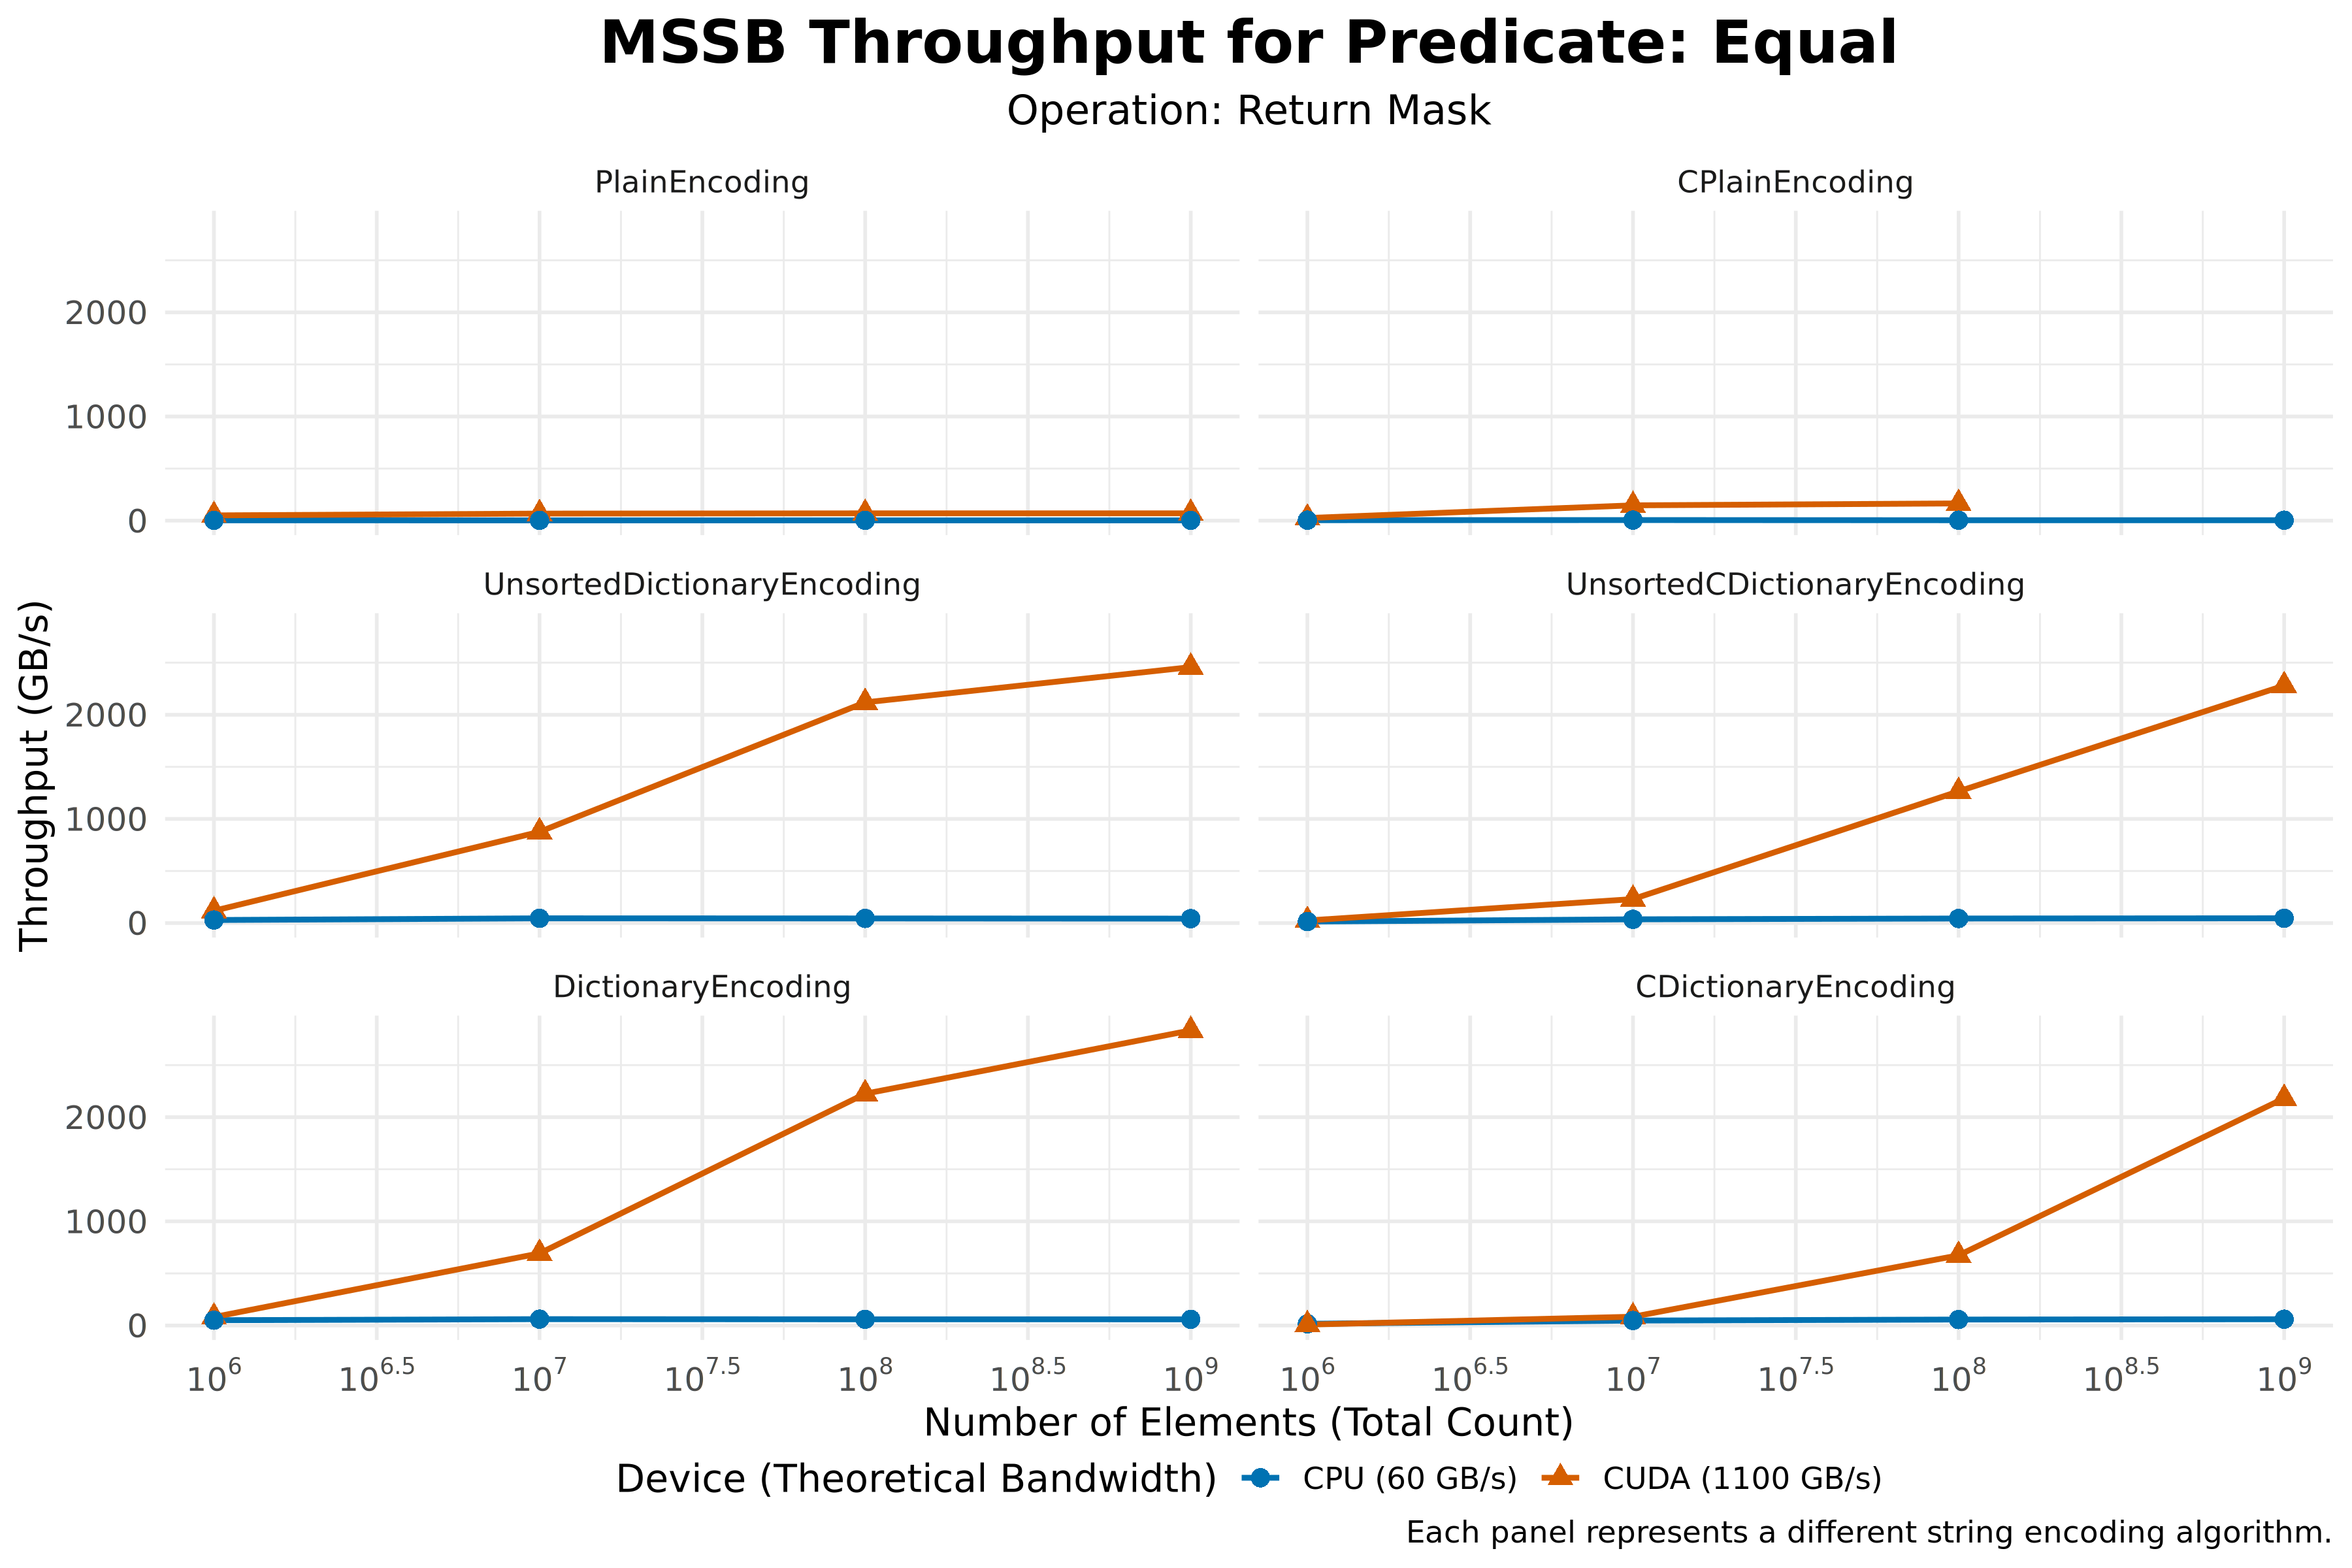 MSSB Throughput for Predicate: Equal
Operation: Return Mask
PlainEncoding
CPlainEncoding
2000
1000
0
UnsortedDictionaryEncoding
UnsortedCDictionaryEncoding
2000
1000
0
DictionaryEncoding
CDictionaryEncoding
2000
1000
0
Throughput (GB/s)
10^6 10^6.5 10^7 10^7.5 10^8 10^8.5 10^9
10^6 10^6.5 10^7 10^7.5 10^8 10^8.5 10^9
Number of Elements (Total Count)
Device (Theoretical Bandwidth) CPU (60 GB/s) CUDA (1100 GB/s)
Each panel represents a different string encoding algorithm.